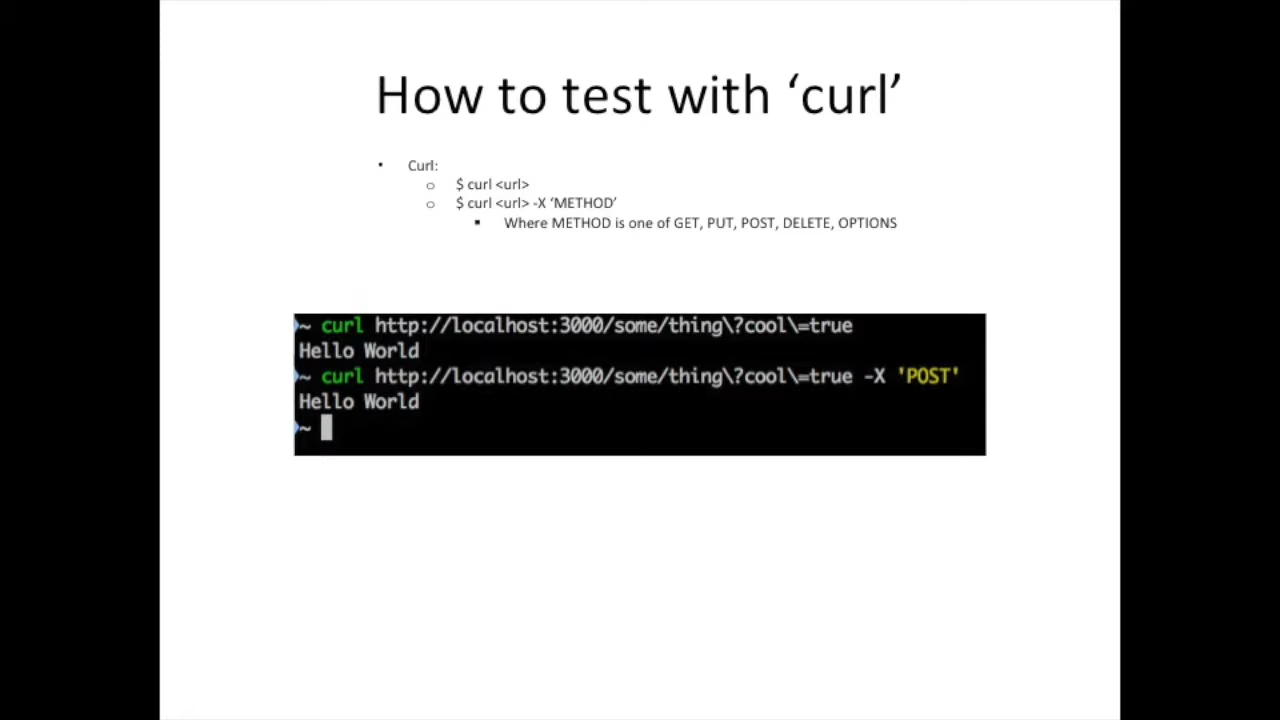 How to test with ‘curl’
• Curl:
o $ curl <url>
o $ curl <url> -X ‘METHOD’
▪ Where METHOD is one of GET, PUT, POST, DELETE, OPTIONS
~ curl http://localhost:3000/some/thing\?cool\=true
Hello World
~ curl http://localhost:3000/some/thing\?cool\=true -X 'POST'
Hello World
~